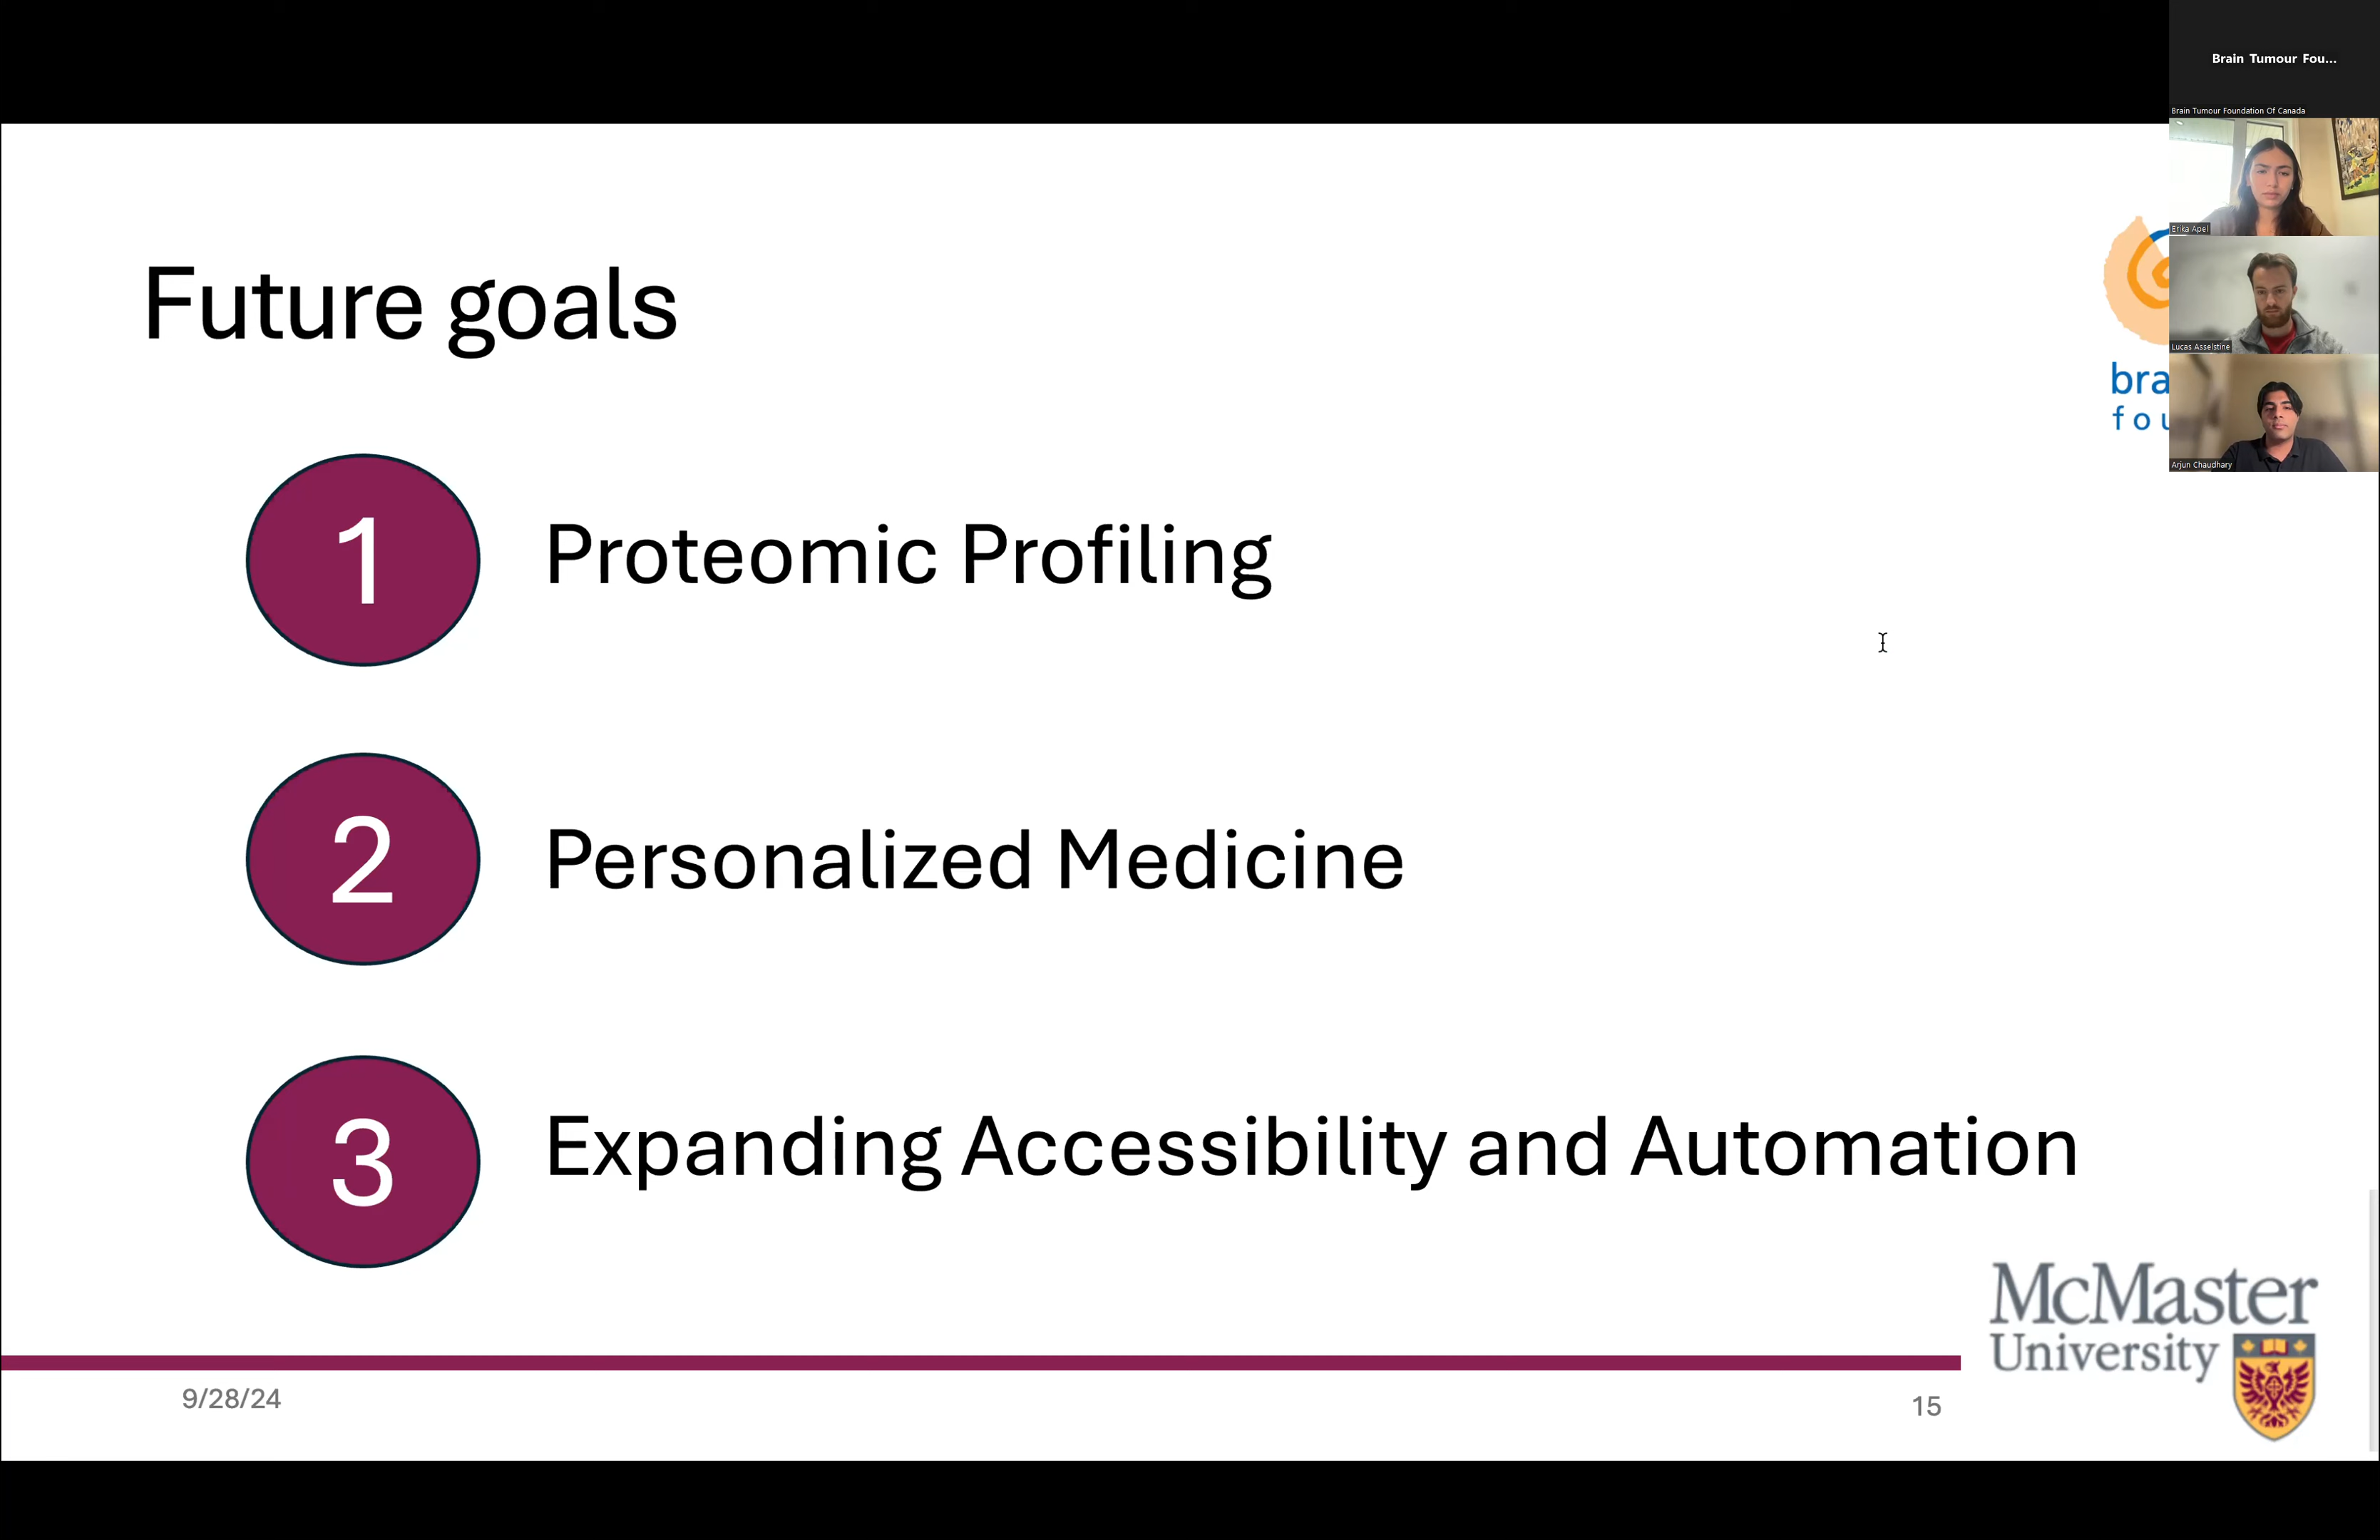 Brain Tumour Fou...
Brain Tumour Foundation Of Canada
Erika Apel
Lucas Asselstine
Arjun Chaudhary
bra
fou
Future goals
1
Proteomic Profiling
2
Personalized Medicine
3
Expanding Accessibility and Automation
McMaster
University
9/28/24
15